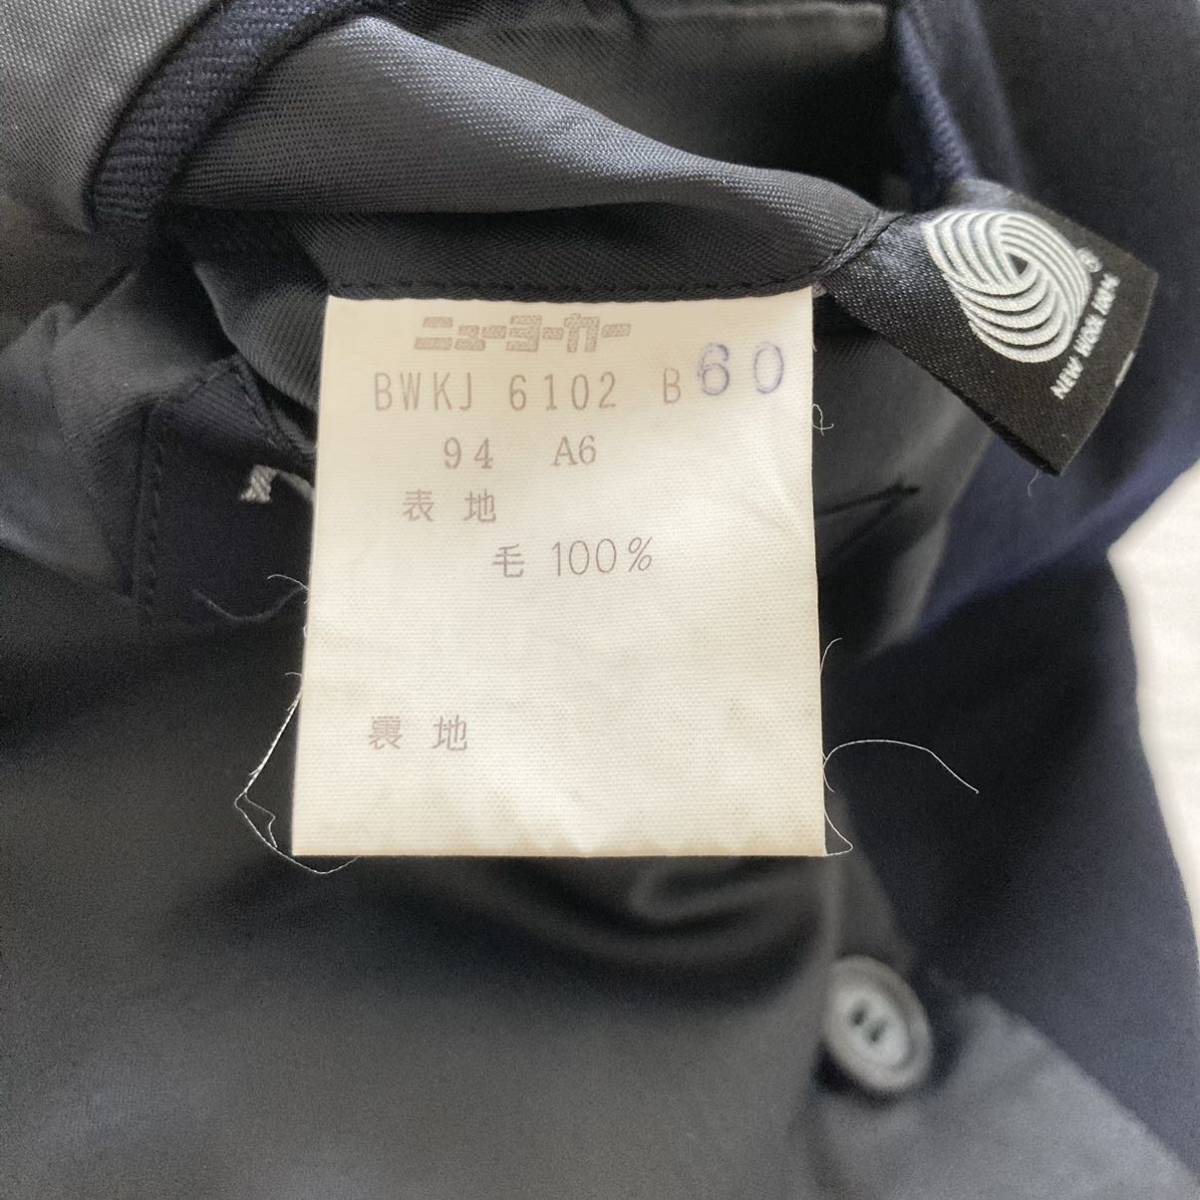 ニューヨーカー
BWKJ 6102 B60
94 A6
表地
毛 100%
裏地
®
NEW WOOL 100%